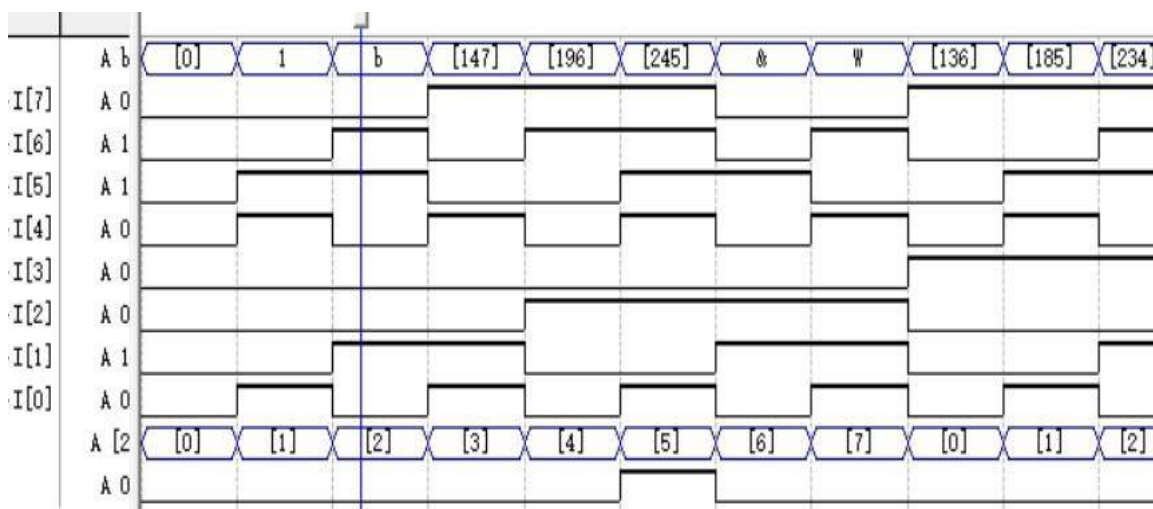 A b [0] 1 b [147] [196] [245] & W [136] [185] [234]
I[7] A 0
I[6] A 1
I[5] A 1
I[4] A 0
I[3] A 0
I[2] A 0
I[1] A 1
I[0] A 0
A [2 [0] [1] [2] [3] [4] [5] [6] [7] [0] [1] [2]
A 0